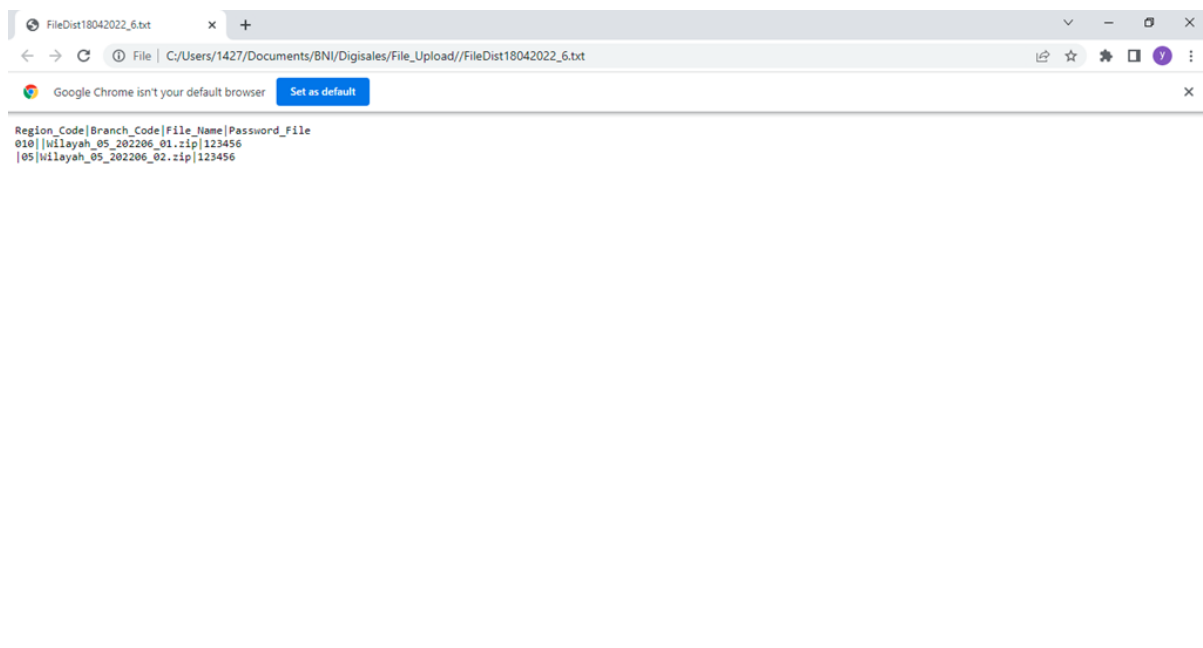 FileDist18042022_6.txt
File | C:/Users/1427/Documents/BNI/Digisales/File_Upload//FileDist18042022_6.txt
y
Google Chrome isn't your default browser Set as default
Region_Code|Branch_Code|File_Name|Password_File
010||Wilayah_05_202206_01.zip|123456
|05|Wilayah_05_202206_02.zip|123456